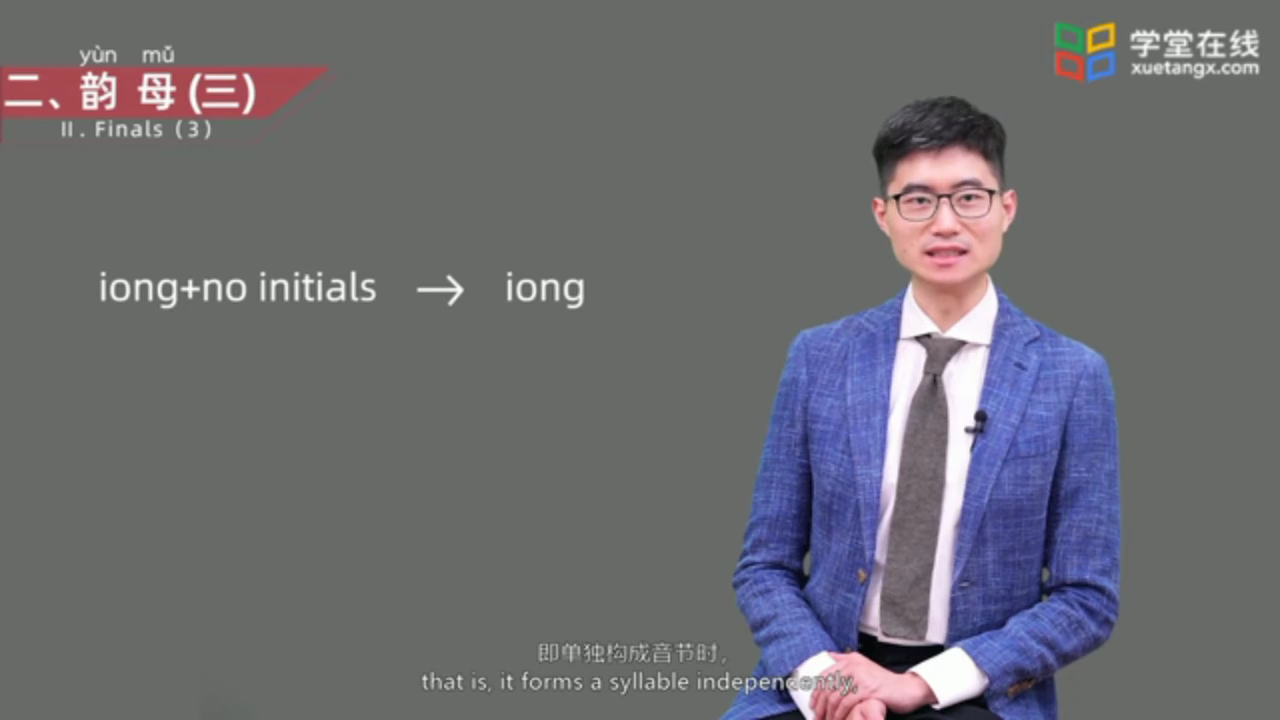 yùn mǔ
二、韵 母(三)
II. Finals (3)
学堂在线
xuetangx.com
iong+no initials → iong
即单独构成音节时，
that is, it forms a syllable independently,